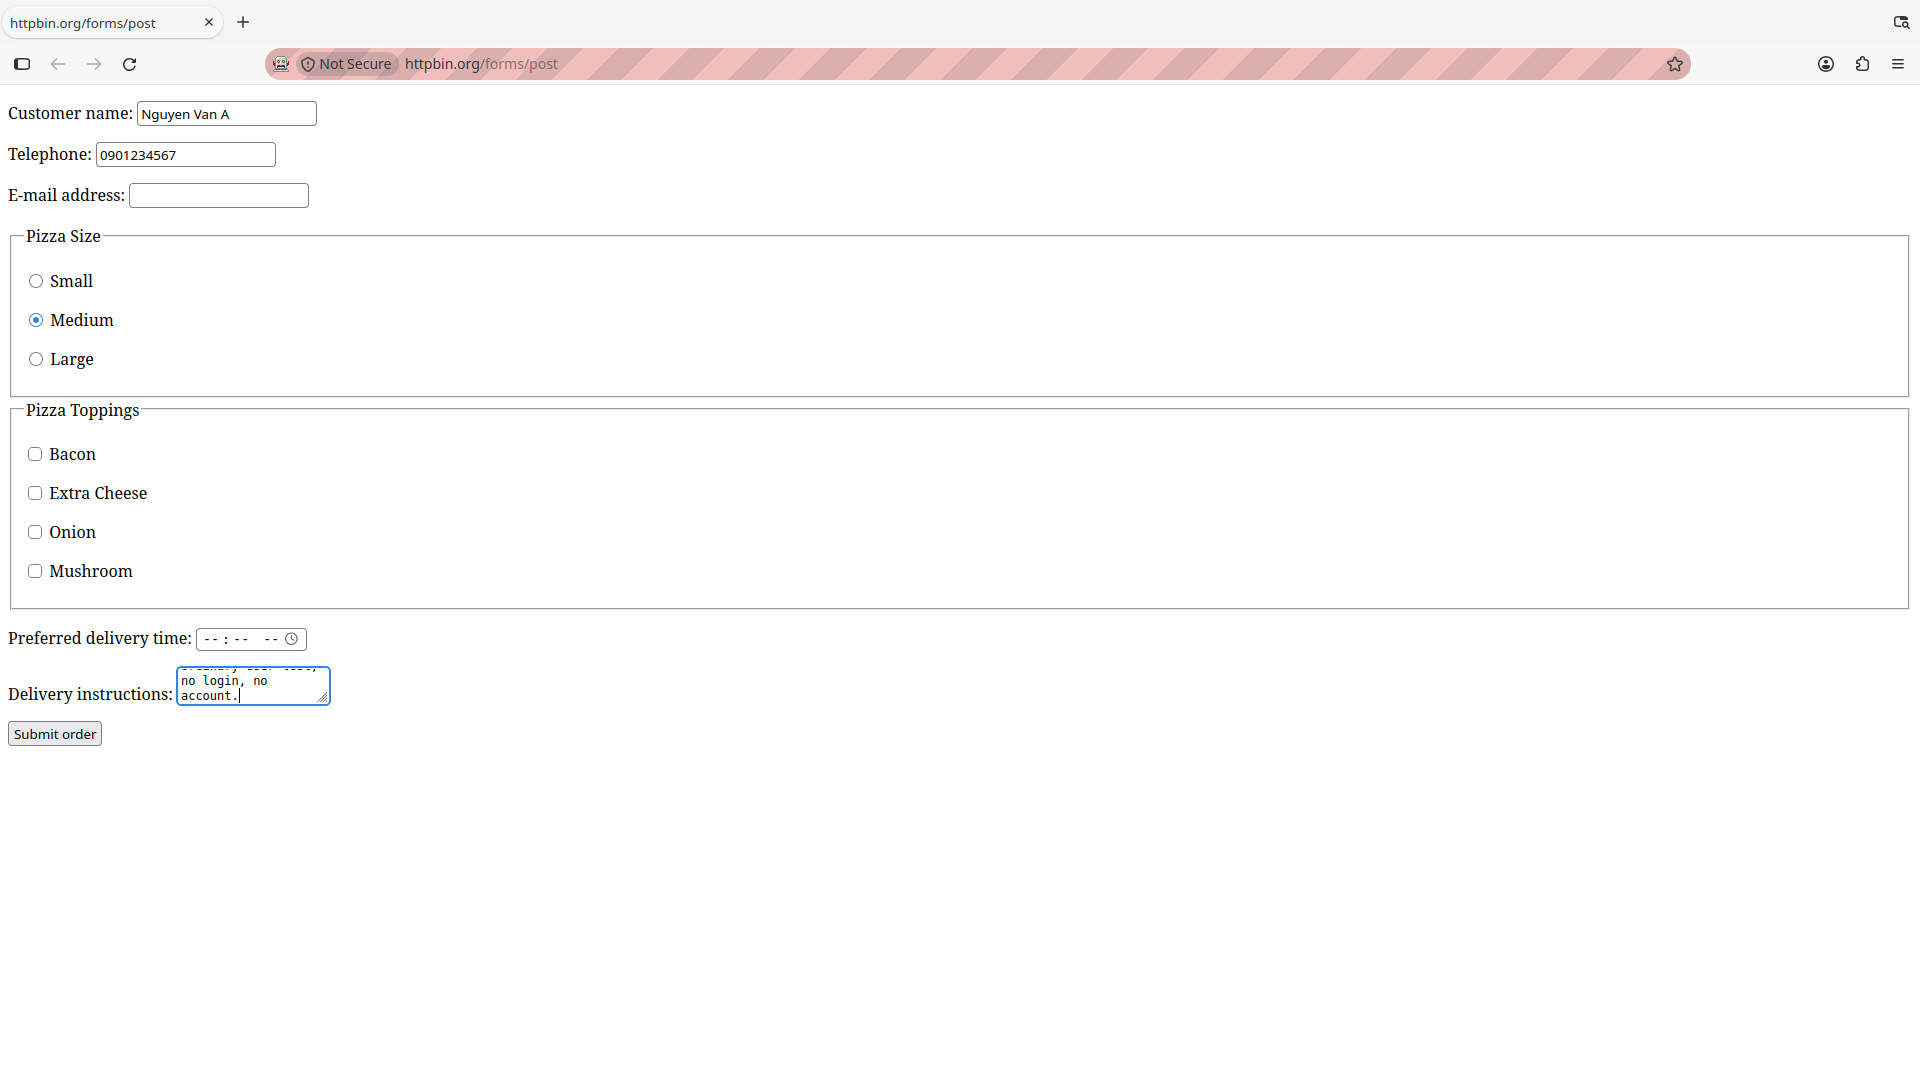 httpbin.org/forms/post
Not Secure httpbin.org/forms/post
Customer name: Nguyen Van A
Telephone: 0901234567
E-mail address:
Pizza Size
Small
Medium
Large
Pizza Toppings
Bacon
Extra Cheese
Onion
Mushroom
Preferred delivery time: --:-- --
Delivery instructions:
no login, no
account.
Submit order